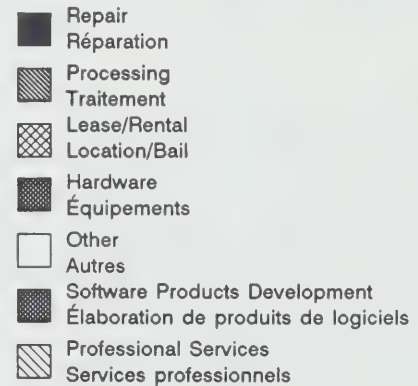 Repair
Réparation
Processing
Traitement
Lease/Rental
Location/Bail
Hardware
Équipements
Other
Autres
Software Products Development
Élaboration de produits de logiciels
Professional Services
Services professionnels